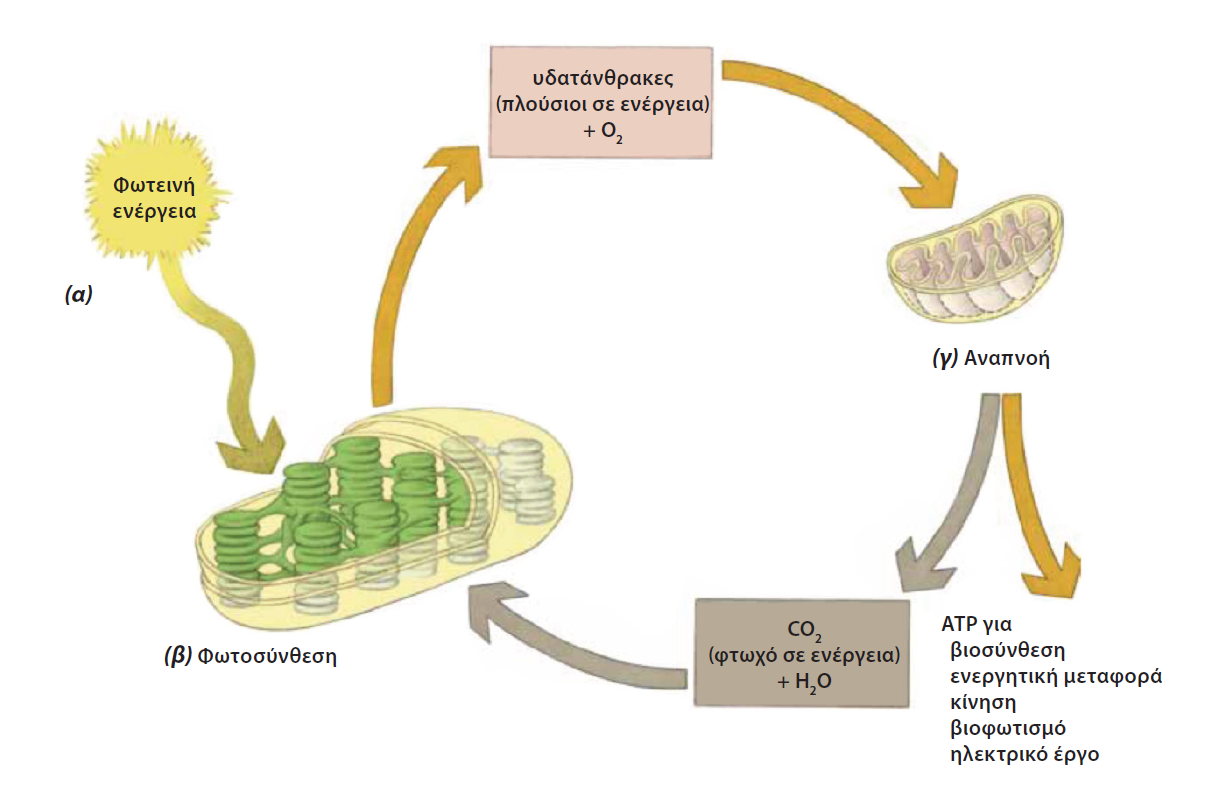 υδατάνθρακες
(πλούσιοι σε ενέργεια)
+ O₂
Φωτεινή
ενέργεια
(α)
(γ) Αναπνοή
(β) Φωτοσύνθεση
CO₂
(φτωχό σε ενέργεια)
+ H₂O
ATP για
βιοσύνθεση
ενεργητική μεταφορά
κίνηση
βιοφωτισμό
ηλεκτρικό έργο